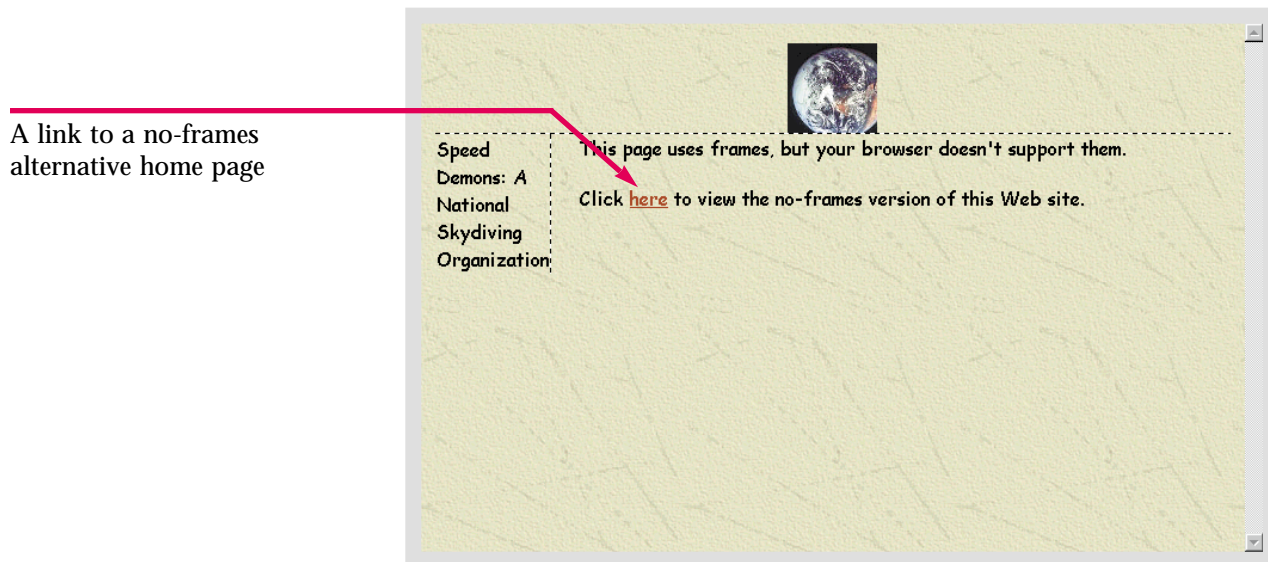 A link to a no-frames
alternative home page
Speed
Demons: A
National
Skydiving
Organization
This page uses frames, but your browser doesn't support them.
Click here to view the no-frames version of this Web site.